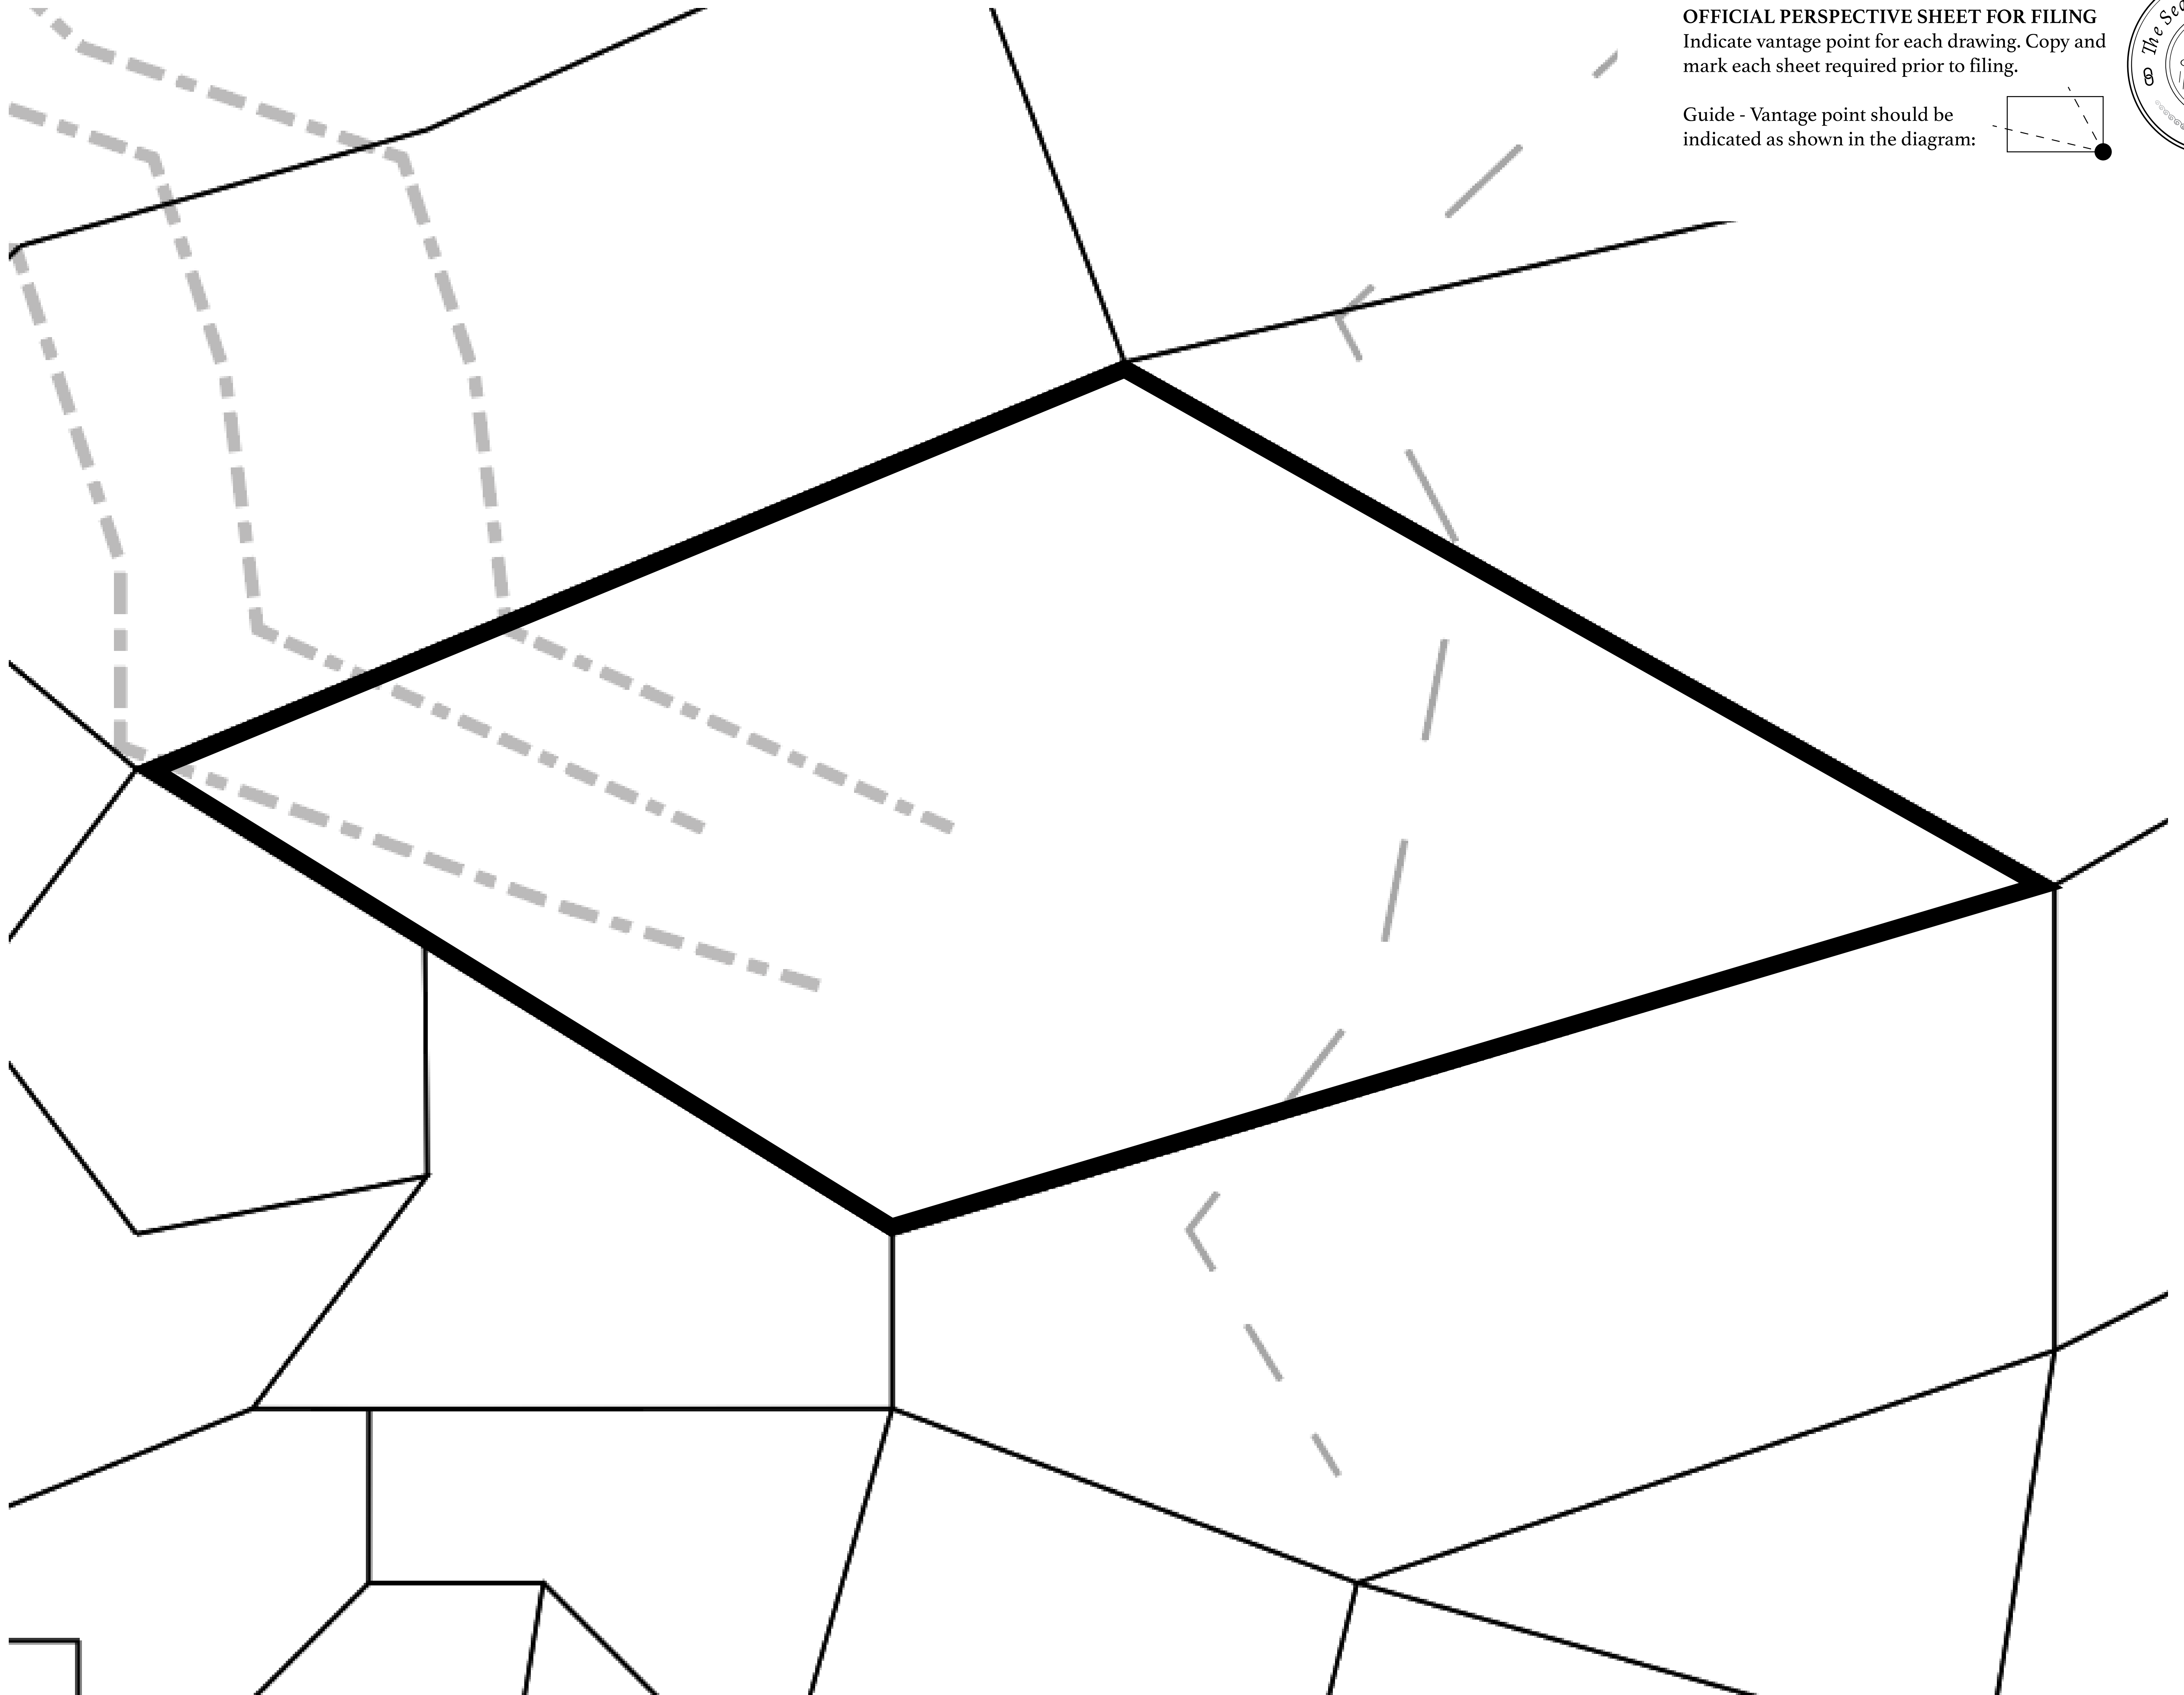 OFFICIAL PERSPECTIVE SHEET FOR FILING
Indicate vantage point for each drawing. Copy and
mark each sheet required prior to filing.
Guide - Vantage point should be
indicated as shown in the diagram:
The